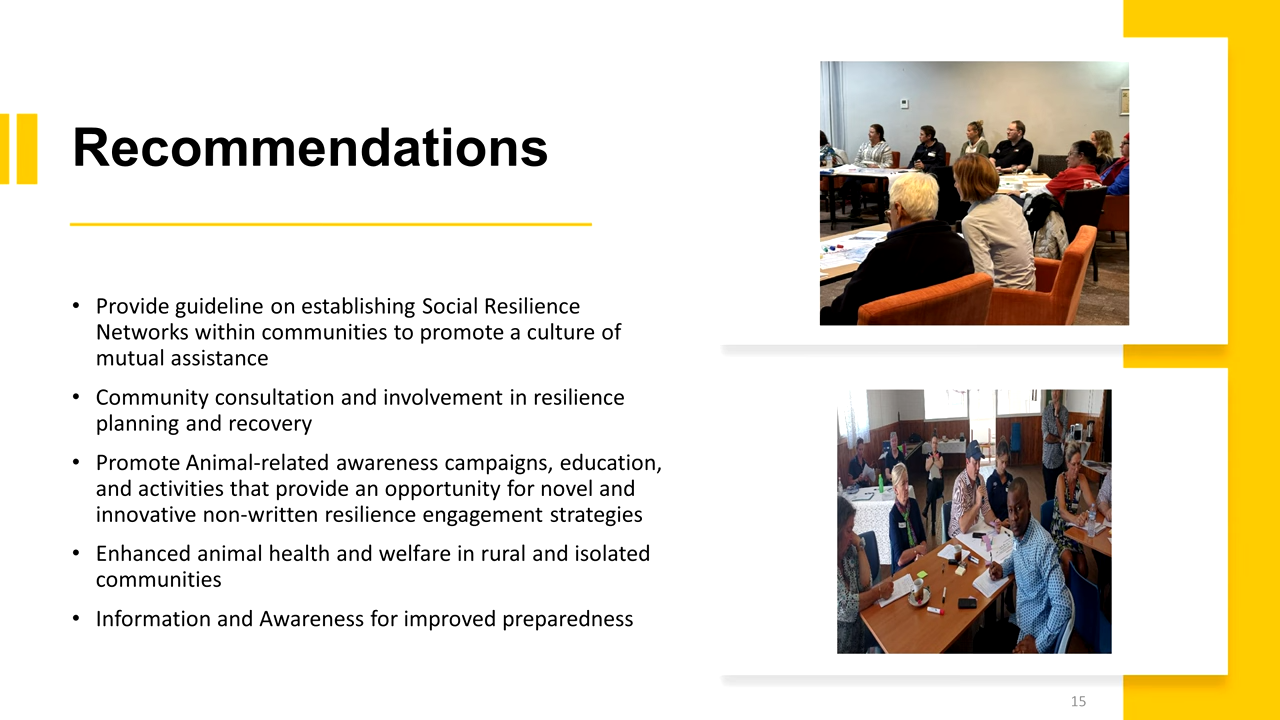 Recommendations
• Provide guideline on establishing Social Resilience
Networks within communities to promote a culture of
mutual assistance
• Community consultation and involvement in resilience
planning and recovery
• Promote Animal-related awareness campaigns, education,
and activities that provide an opportunity for novel and
innovative non-written resilience engagement strategies
• Enhanced animal health and welfare in rural and isolated
communities
• Information and Awareness for improved preparedness
15